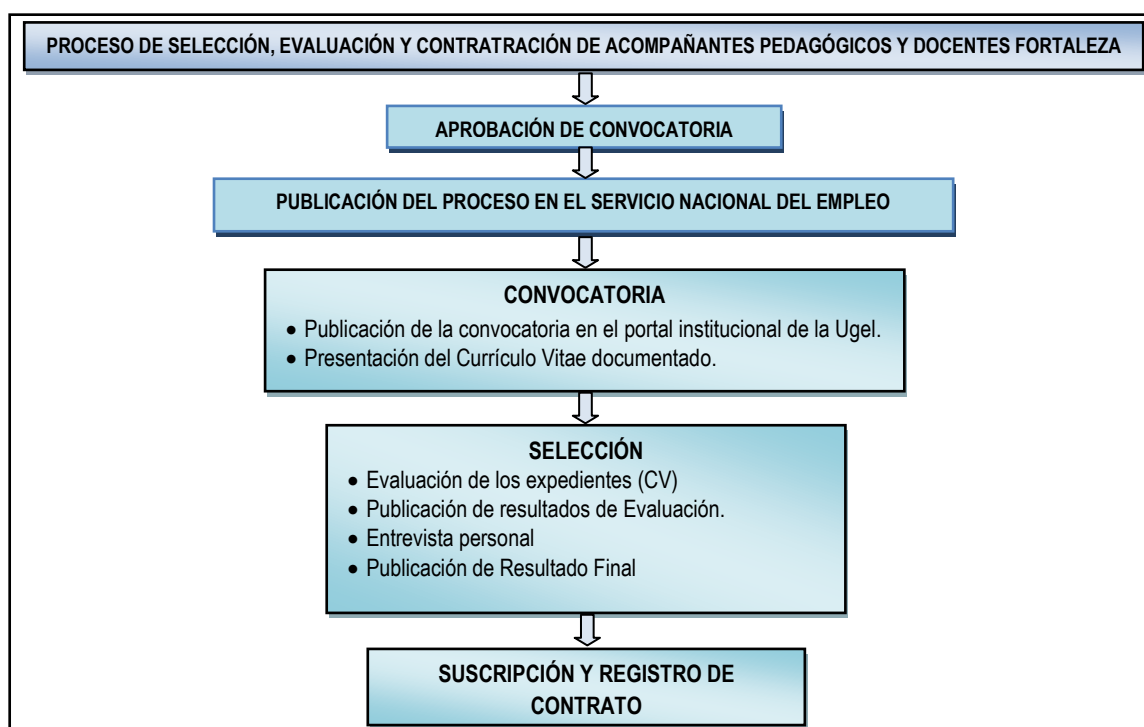 PROCESO DE SELECCIÓN, EVALUACIÓN Y CONTRATRACIÓN DE ACOMPAÑANTES PEDAGÓGICOS Y DOCENTES FORTALEZA
APROBACIÓN DE CONVOCATORIA
PUBLICACIÓN DEL PROCESO EN EL SERVICIO NACIONAL DEL EMPLEO
CONVOCATORIA
• Publicación de la convocatoria en el portal institucional de la Ugel.
• Presentación del Currículo Vitae documentado.
SELECCIÓN
• Evaluación de los expedientes (CV)
• Publicación de resultados de Evaluación.
• Entrevista personal
• Publicación de Resultado Final
SUSCRIPCIÓN Y REGISTRO DE
CONTRATO